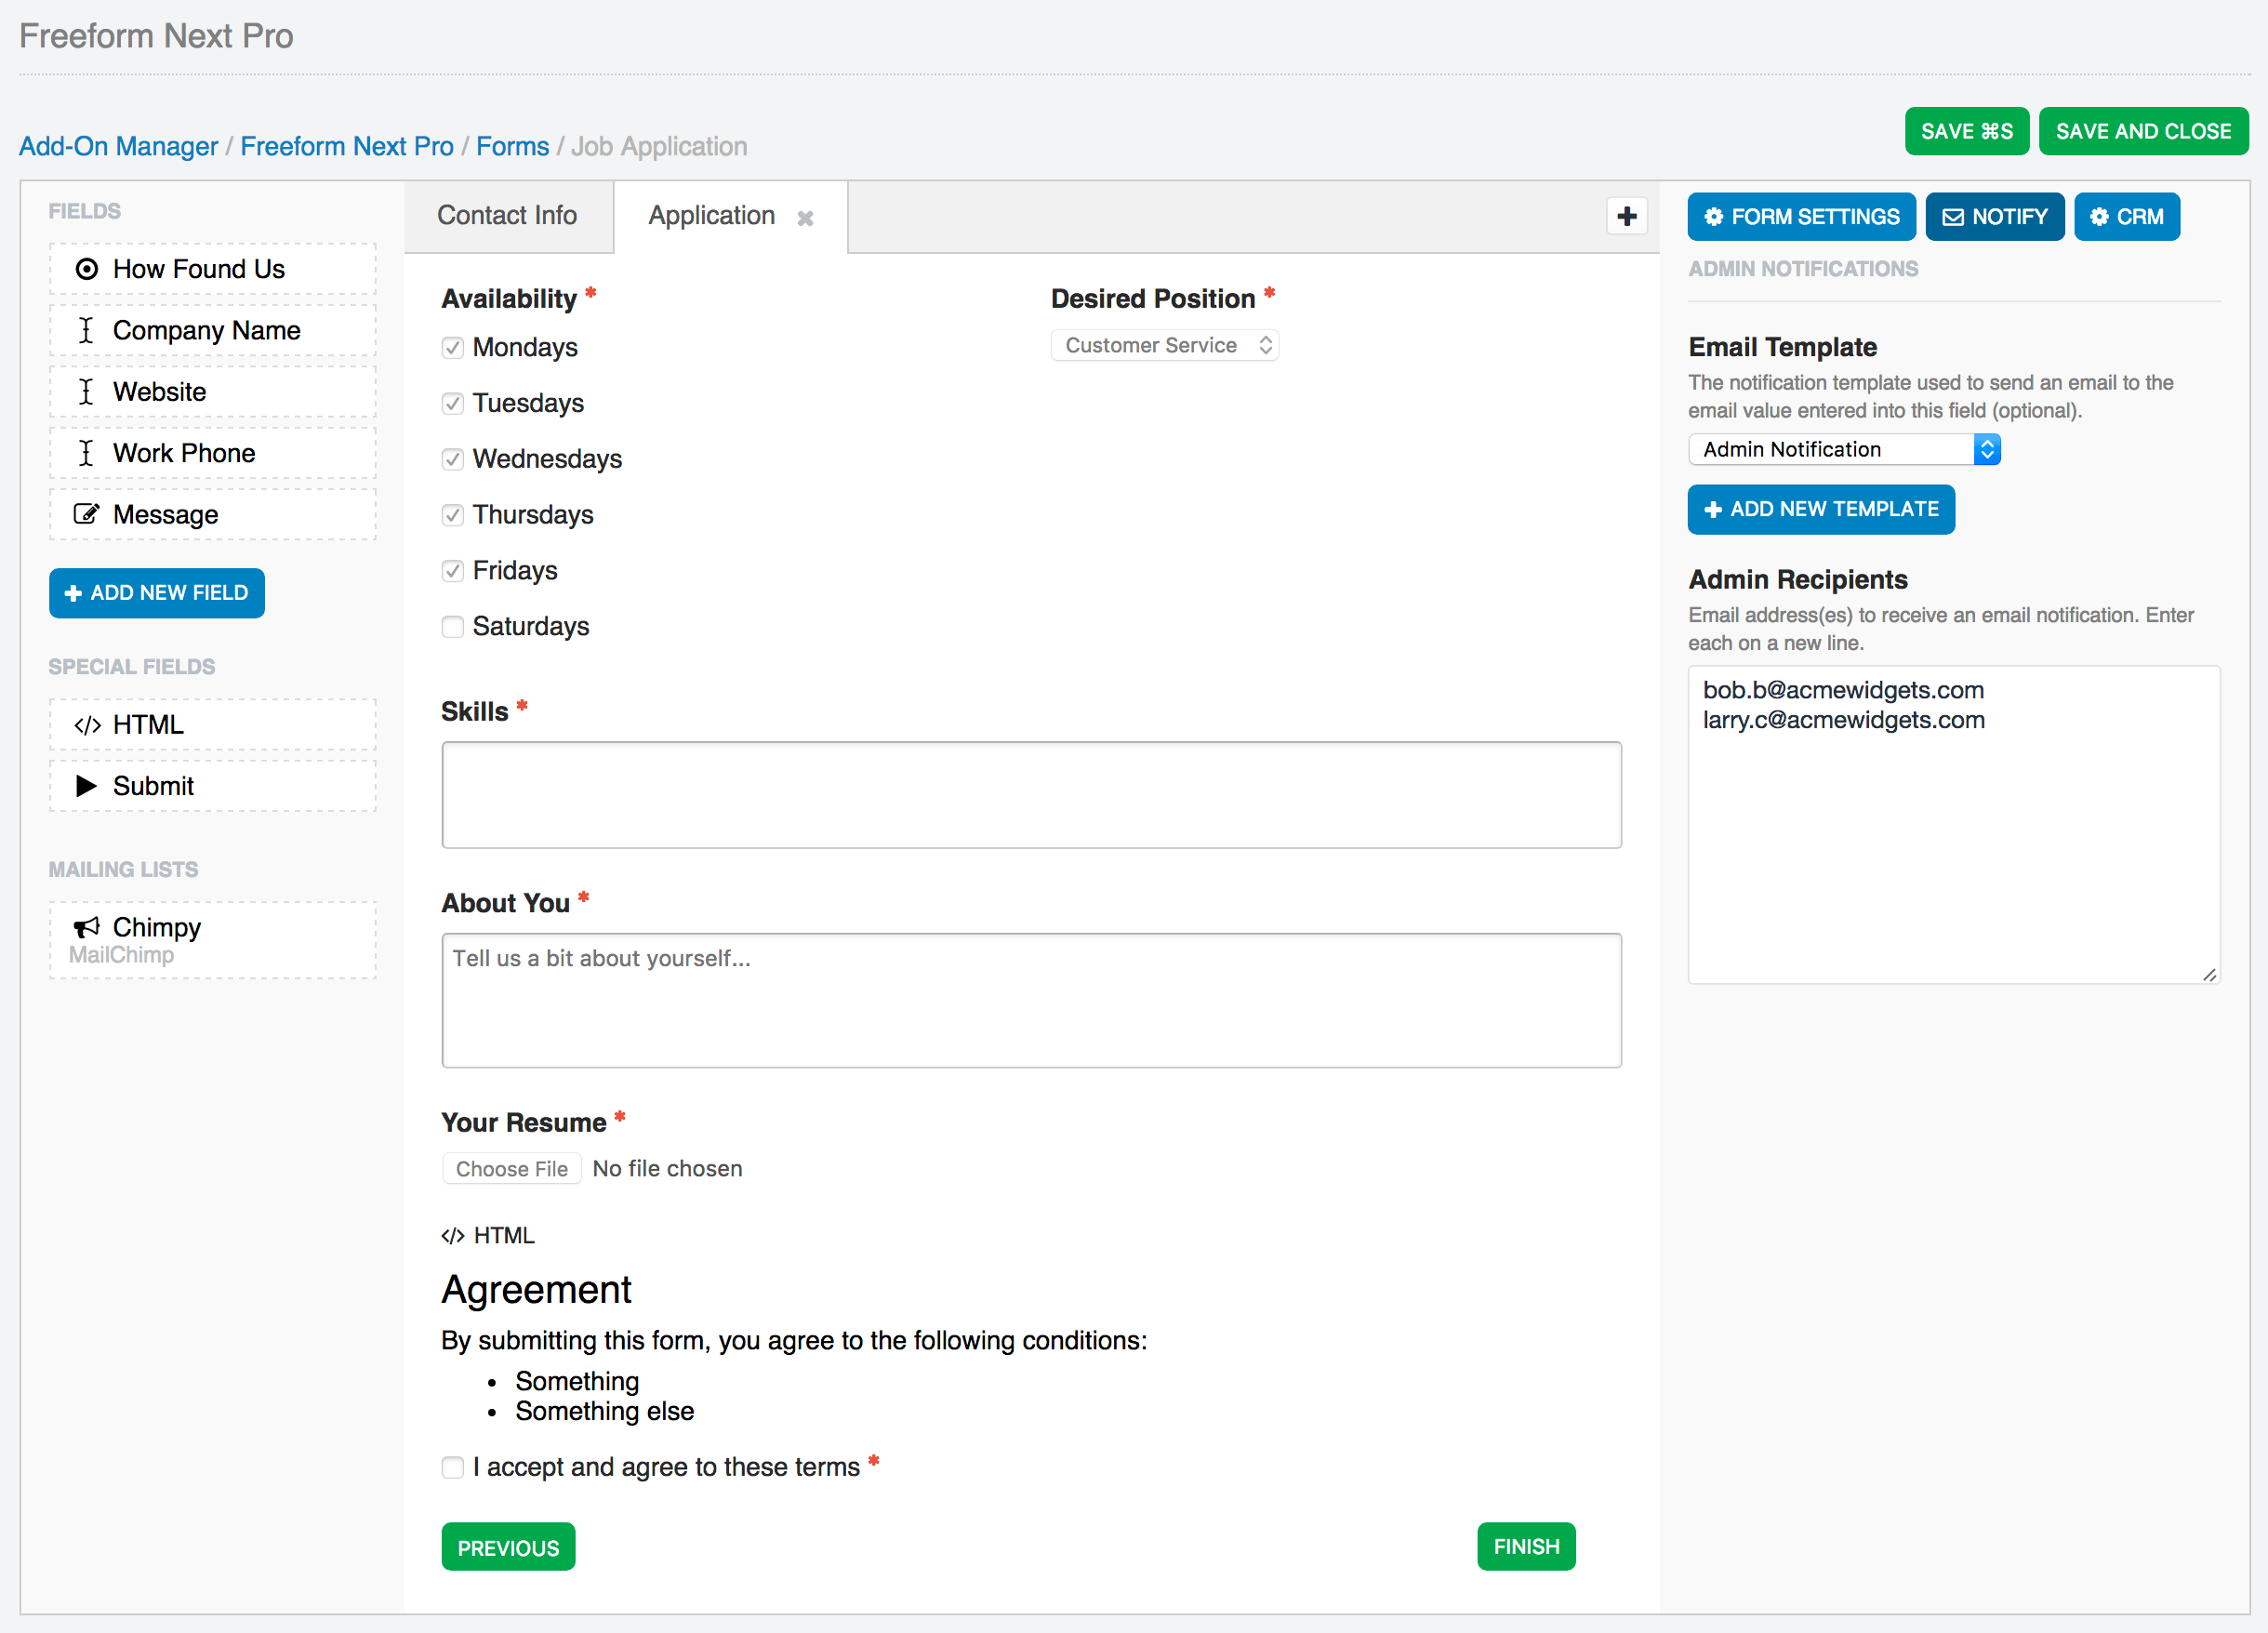 Freeform Next Pro
Add-On Manager / Freeform Next Pro / Forms / Job Application
SAVE ⌘S
SAVE AND CLOSE
FIELDS
How Found Us
Company Name
Website
Work Phone
Message
ADD NEW FIELD
SPECIAL FIELDS
HTML
Submit
MAILING LISTS
Chimpy
MailChimp
Contact Info
Application
Availability *
Mondays
Tuesdays
Wednesdays
Thursdays
Fridays
Saturdays
Desired Position *
Customer Service
Skills *
About You *
Tell us a bit about yourself...
Your Resume *
Choose File No file chosen
</> HTML
Agreement
By submitting this form, you agree to the following conditions:
• Something
• Something else
I accept and agree to these terms *
PREVIOUS
FINISH
FORM SETTINGS
NOTIFY
CRM
ADMIN NOTIFICATIONS
Email Template
The notification template used to send an email to the
email value entered into this field (optional).
Admin Notification
ADD NEW TEMPLATE
Admin Recipients
Email address(es) to receive an email notification. Enter
each on a new line.
bob.b@acmewidgets.com
larry.c@acmewidgets.com